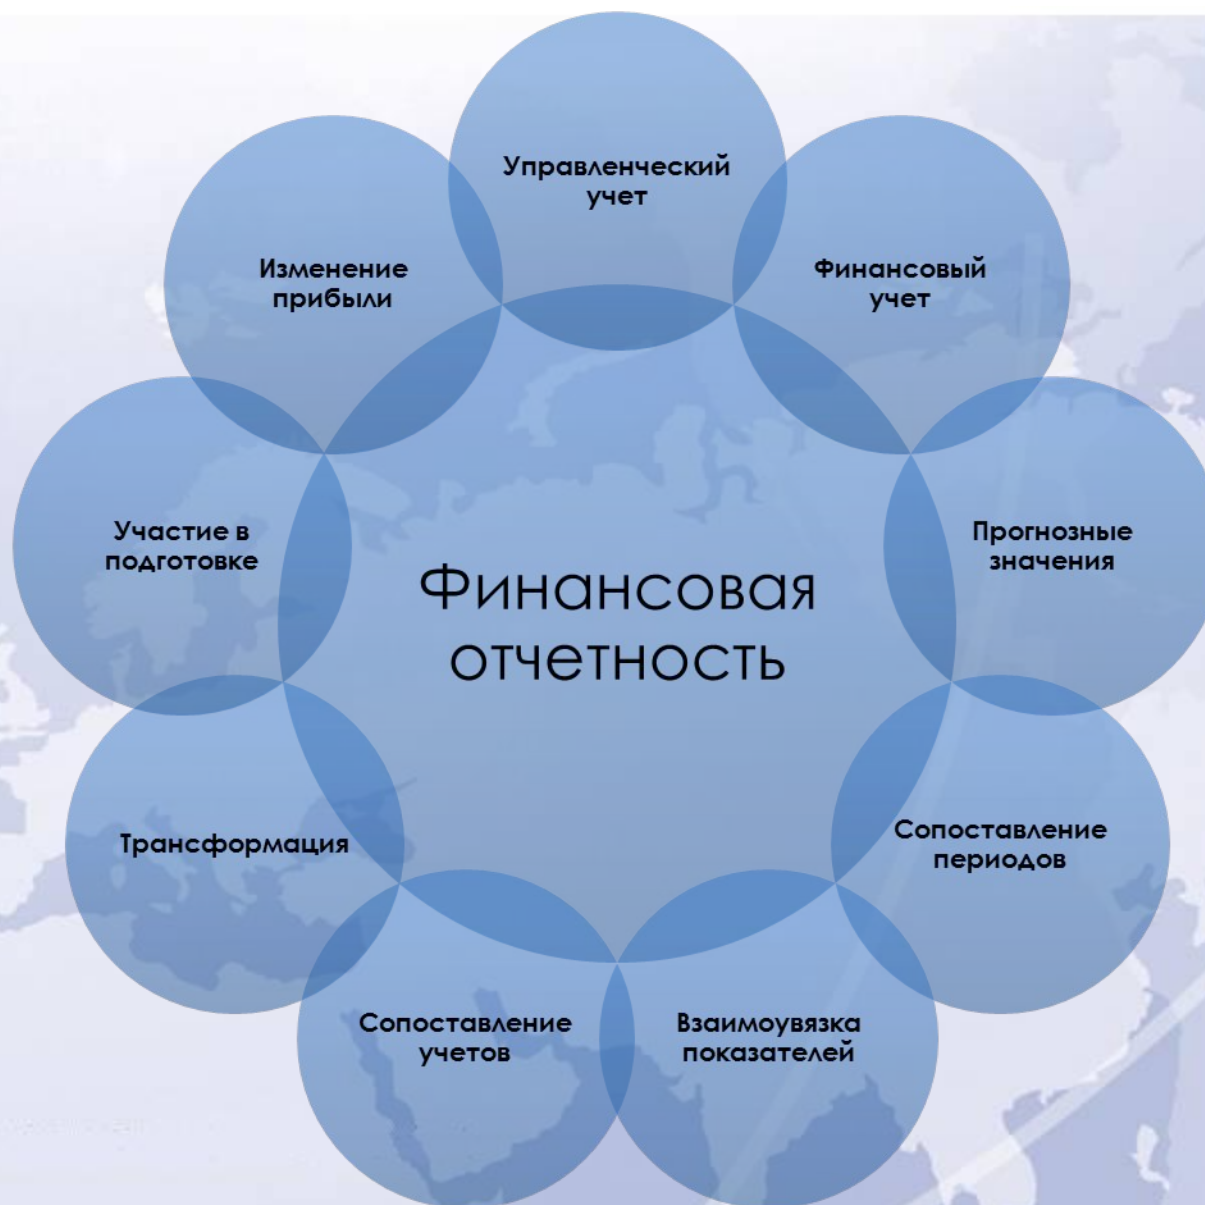 Управленческий
учет
Финансовый
учет
Прогнозные
значения
Сопоставление
периодов
Взаимоувязка
показателей
Сопоставление
учетов
Трансформация
Участие в
подготовке
Изменение
прибыли
Финансовая
отчетность